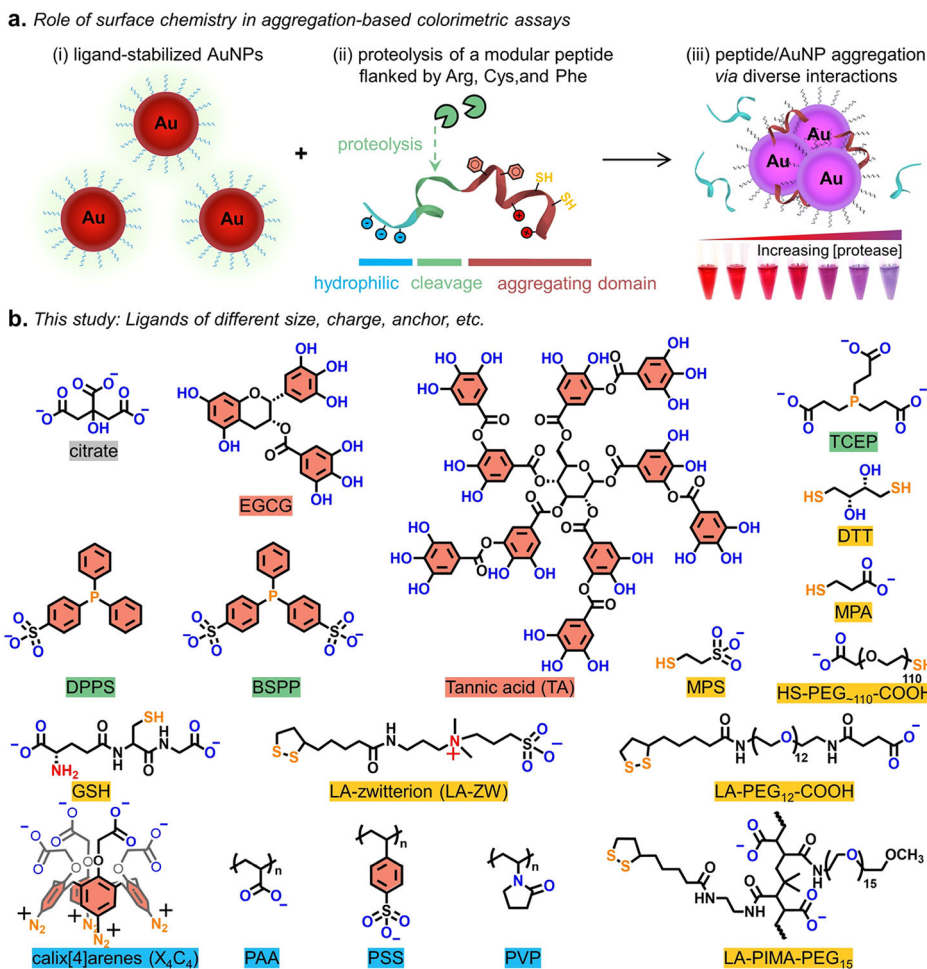 a. Role of surface chemistry in aggregation-based colorimetric assays
(i) ligand-stabilized AuNPs
(ii) proteolysis of a modular peptide
flanked by Arg, Cys,and Phe
(iii) peptide/AuNP aggregation
via diverse interactions
Au
Au
Au
+
proteolysis
SH
SH
hydrophilic
cleavage
aggregating domain
Au
Au
Au
Increasing [protease]
b. This study: Ligands of different size, charge, anchor, etc.
citrate
EGCG
Tannic acid (TA)
TCEP
DTT
MPA
DPPS
BSPP
MPS
HS-PEG~110-COOH
GSH
LA-zwitterion (LA-ZW)
LA-PEG12-COOH
calix[4]arenes (X4C4)
PAA
PSS
PVP
LA-PIMA-PEG15